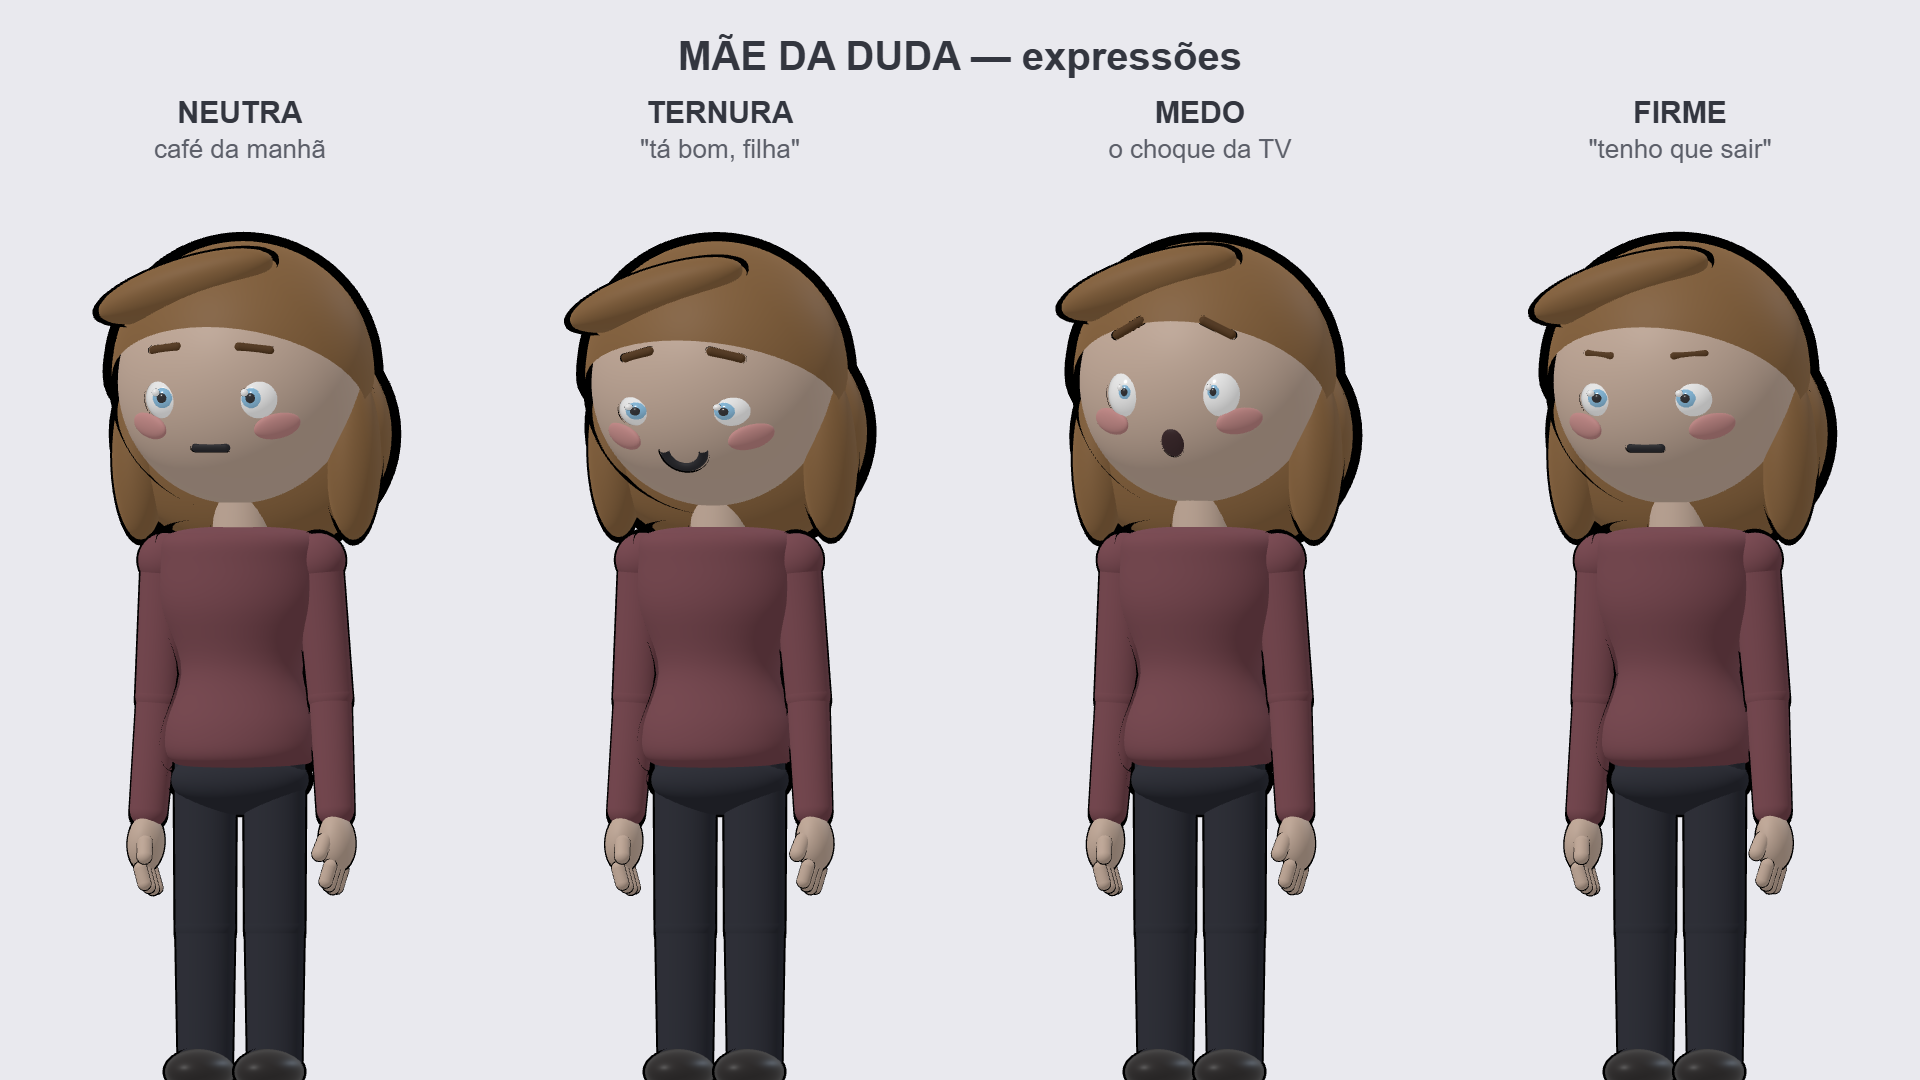 MÃE DA DUDA — expressões
NEUTRA
café da manhã
TERNURA
"tá bom, filha"
MEDO
o choque da TV
FIRME
"tenho que sair"